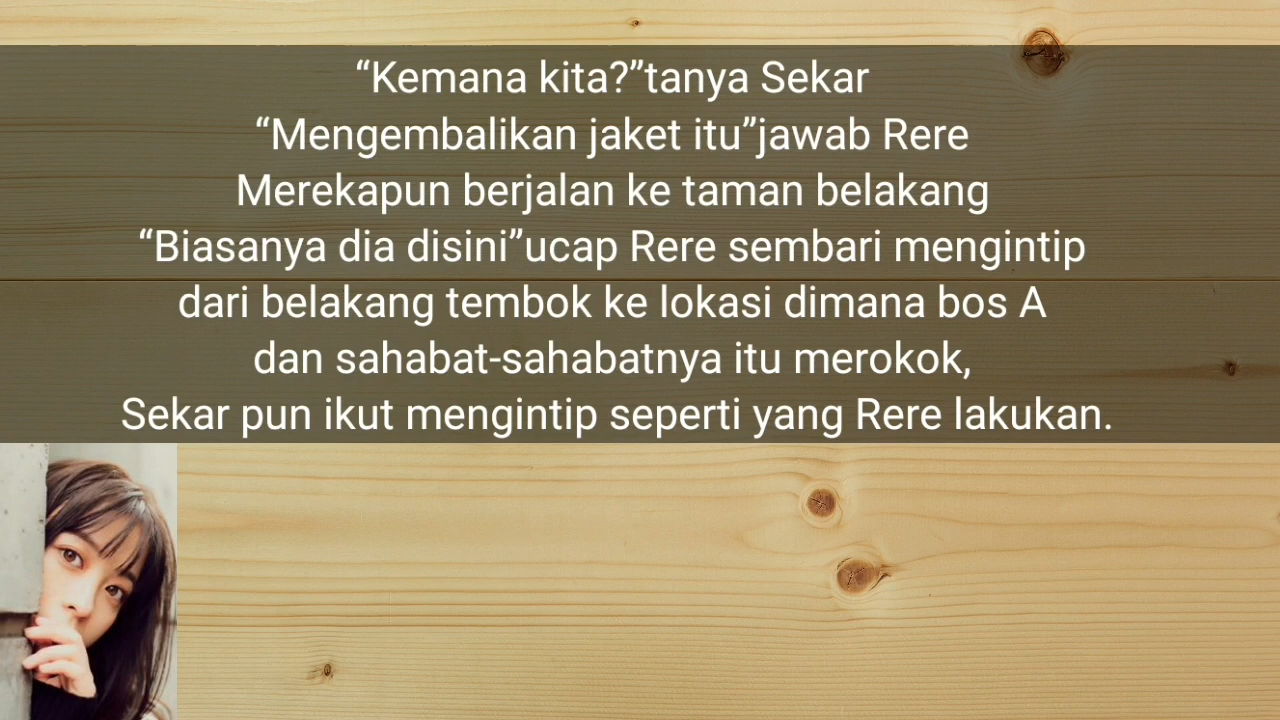 “Kemana kita?”tanya Sekar
“Mengembalikan jaket itu”jawab Rere
Merekapun berjalan ke taman belakang
“Biasanya dia disini”ucap Rere sembari mengintip
dari belakang tembok ke lokasi dimana bos A
dan sahabat-sahabatnya itu merokok,
Sekar pun ikut mengintip seperti yang Rere lakukan.